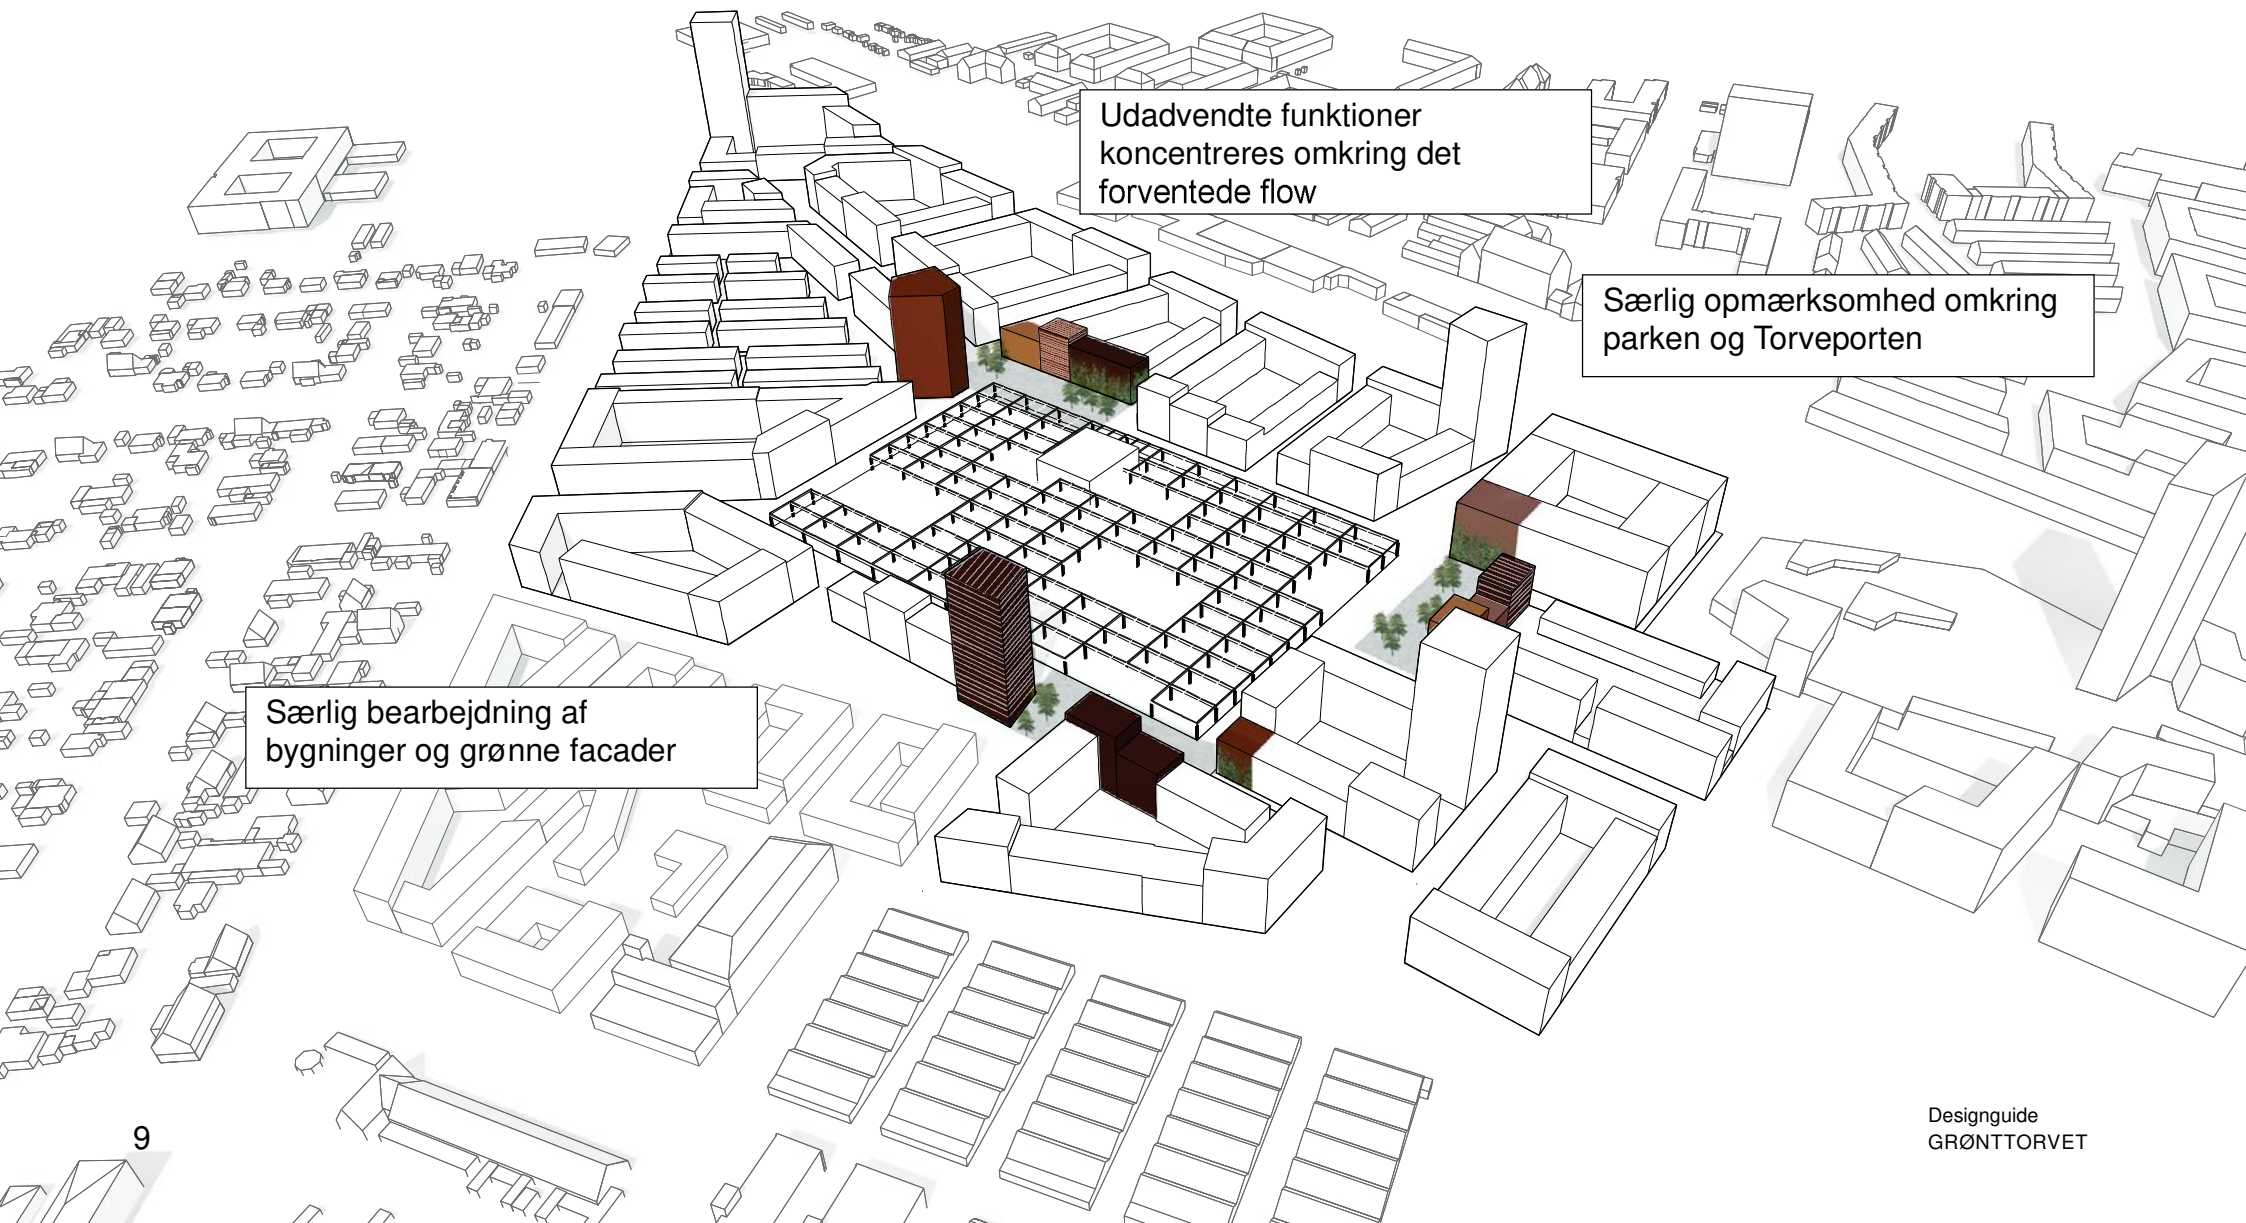 Udadvendte funktioner
koncentreres omkring det
forventede flow
Særlig opmærksomhed omkring
parken og Torveporten
Særlig bearbejdning af
bygninger og grønne facader
9
Designguide
GRØNTTORVET